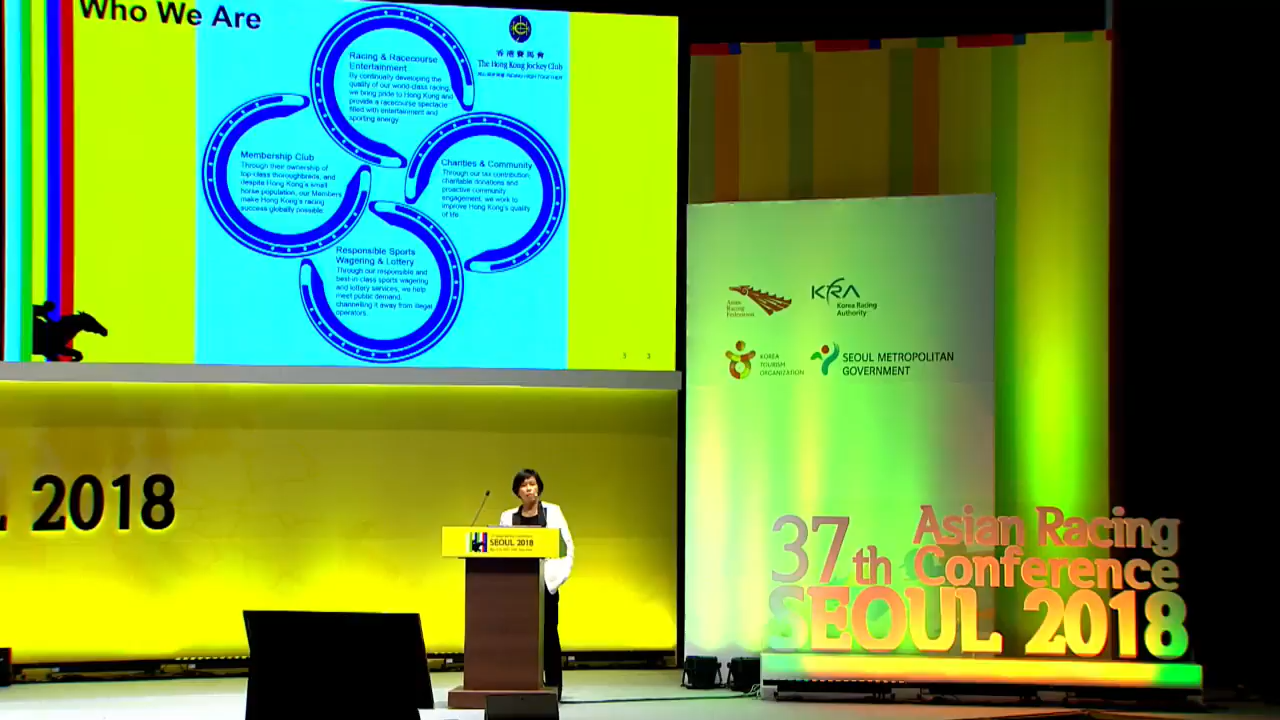 Who We Are
香港賽馬會
The Hong Kong Jockey Club
Racing & Racecourse
Entertainment
By continually developing the
quality of our world-class racing,
we bring pride to Hong Kong and
provide a racecourse spectacle
filled with entertainment and
sporting energy
Membership Club
Through their ownership of
top-class thoroughbreds, and
despite Hong Kong's small
horse population, our Members
make Hong Kong's racing
success globally possible
Charities & Community
Through our tax contribution,
charitable donations and
proactive community
engagement, we work to
improve Hong Kong's quality
of life
Responsible Sports
Wagering & Lottery
Through our responsible and
best-in-class sports wagering
and lottery services, we help
meet public demand,
channelling it away from illegal
operators.
3 3
Asian
Racing
Federation
KRA
Korea Racing
Authority
KOREA
TOURISM
ORGANIZATION
SEOUL METROPOLITAN
GOVERNMENT
L 2018
SEOUL 2018
37th Asian Racing
Conference
SEOUL 2018